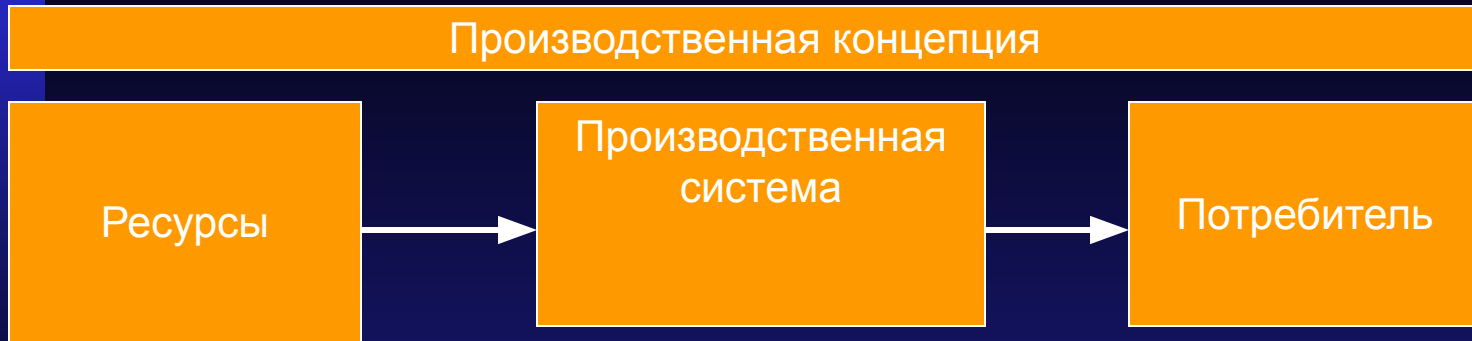 Производственная концепция
Ресурсы
Производственная
система
Потребитель